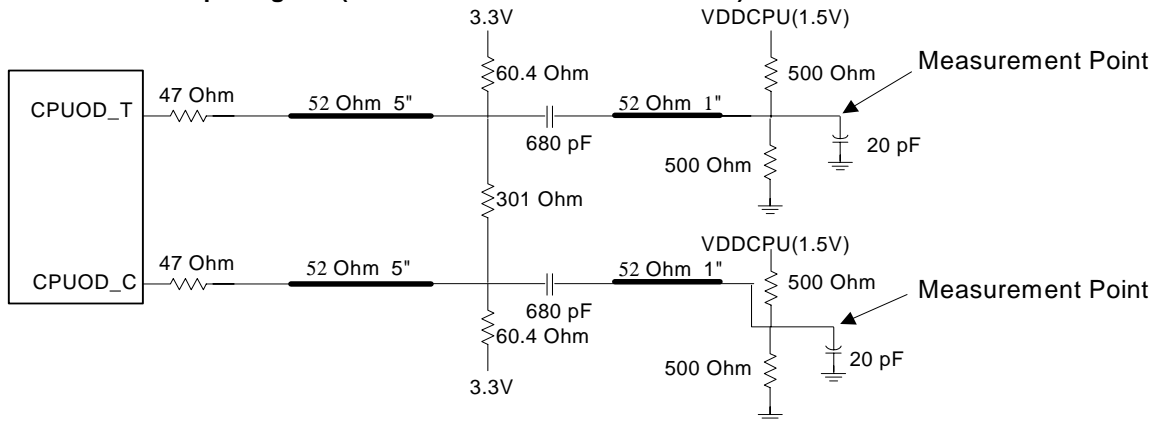 3.3V
VDDCPU(1.5V)
60.4 Ohm
500 Ohm
Measurement Point
47 Ohm
CPUOD_T
52 Ohm 5"
52 Ohm 1"
680 pF
20 pF
500 Ohm
301 Ohm
VDDCPU(1.5V)
47 Ohm
CPUOD_C
52 Ohm 5"
52 Ohm 1"
500 Ohm
Measurement Point
680 pF
60.4 Ohm
20 pF
500 Ohm
3.3V